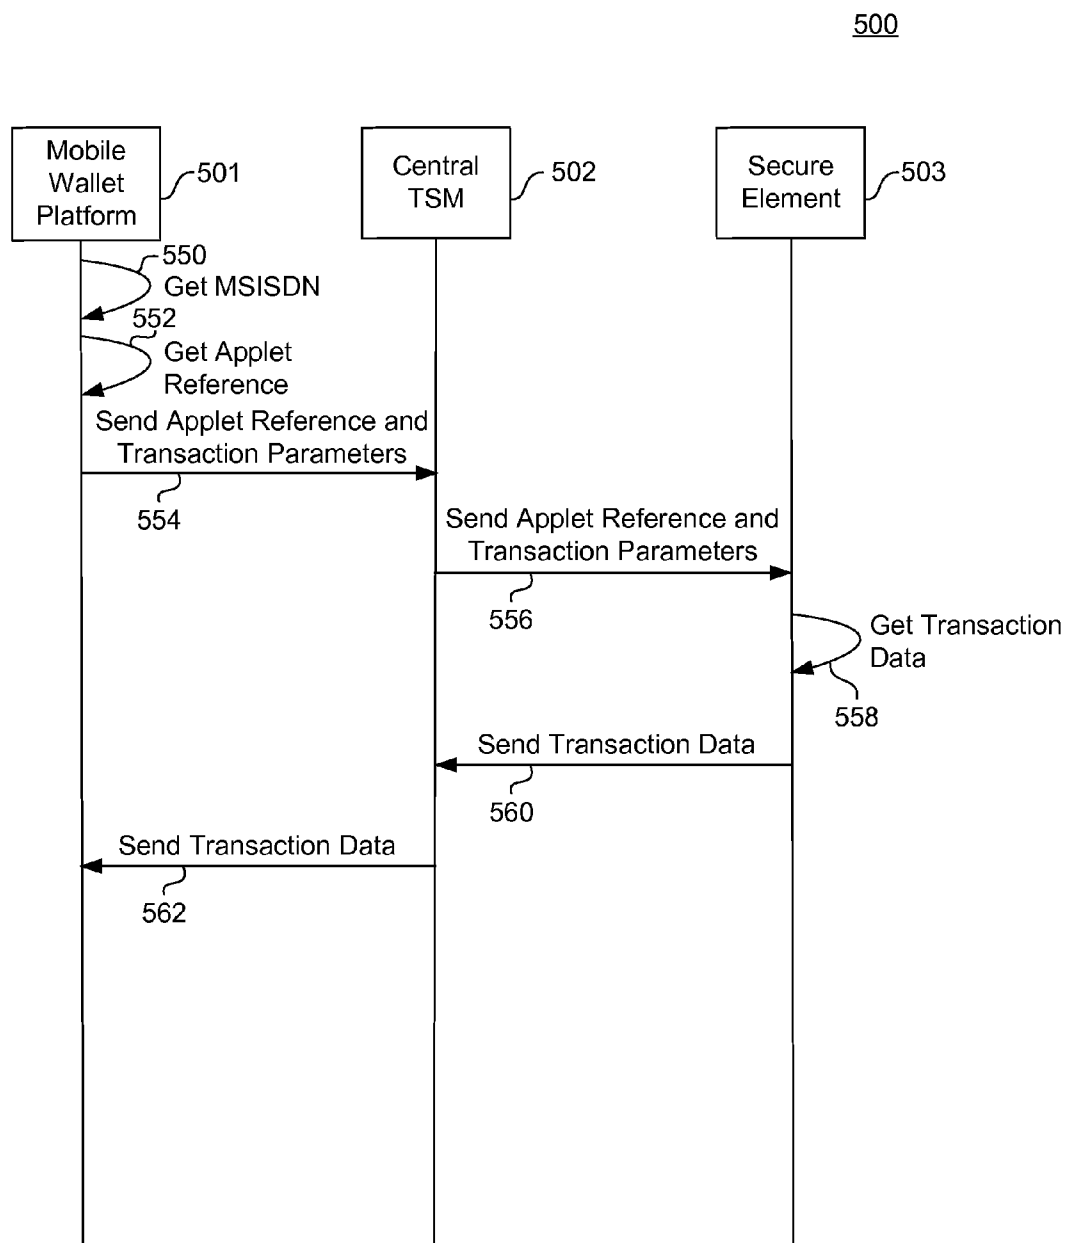 500
Mobile
Wallet
Platform
501
Central
TSM
502
Secure
Element
503
550
Get MSISDN
552
Get Applet
Reference
Send Applet Reference and
Transaction Parameters
554
Send Applet Reference and
Transaction Parameters
556
Get Transaction
Data
558
Send Transaction Data
560
Send Transaction Data
562